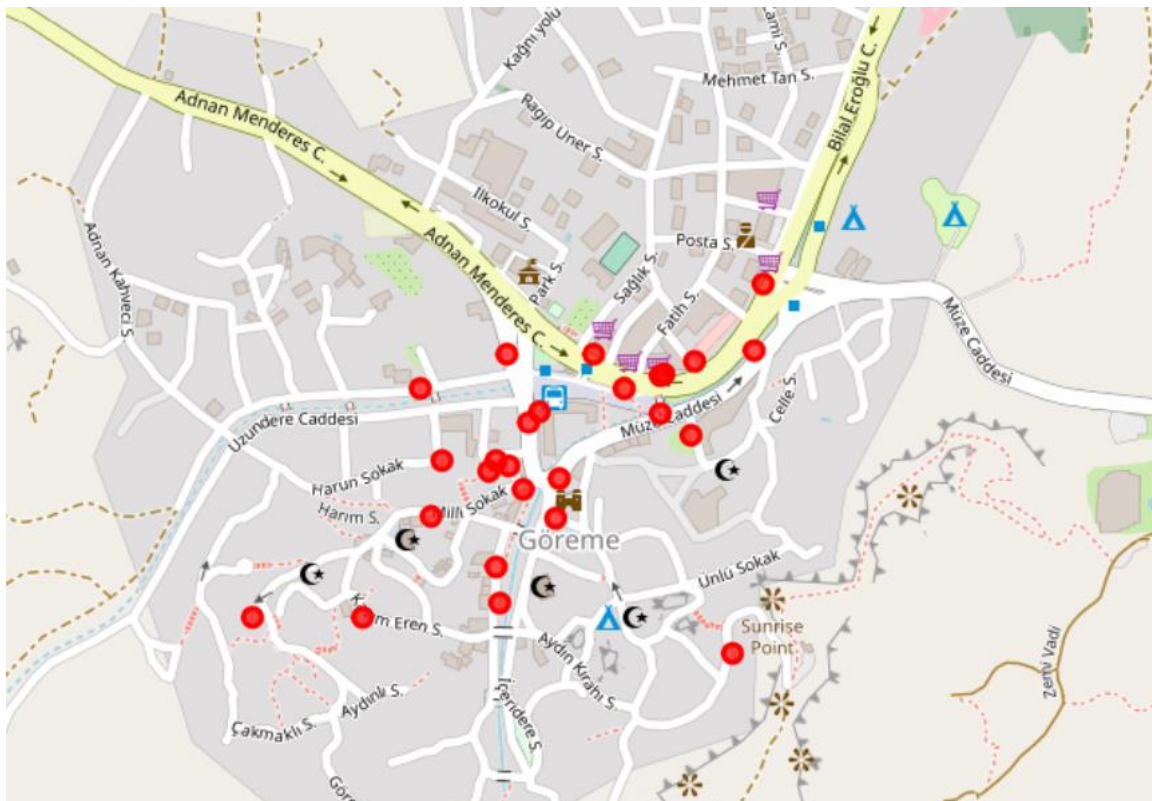 Kağnı yolu
Mehmet Tan S.
Adnan Menderes C.
Ragıp Üner S.
Bilal Eroğlu C.
İlkokul S.
Adnan Kahveci S.
Adnan Menderes C.
Park S.
Sağlık S.
Posta S.
Fatih S.
Müze Caddesi
Uzundere Caddesi
Müze Caddesi
Celle S.
Harun Sokak
Harım S.
Milli Sokak
Göreme
Ünlü Sokak
Eren S.
Aydın Kırahı S.
Sunrise
Point
Zemi Vadi
İçeridere S.
Aydınlı S.
Çakmaklı S.